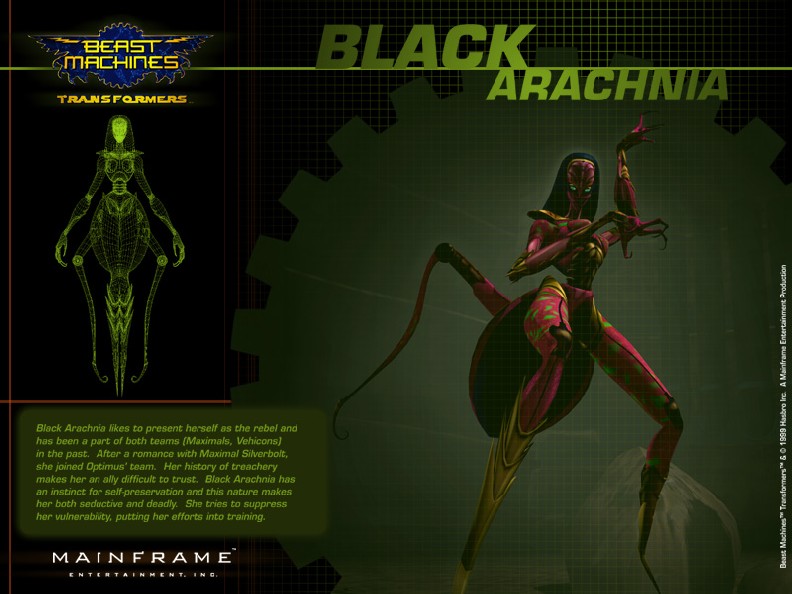 BEAST
MACHINES
TRANSFORMERS
BLACK
ARACHNIA
Black Arachnia likes to present herself as the rebel and
has been a part of both teams (Maximals, Vehicons)
in the past. After a romance with Maximal Silverbolt,
she joined Optimus' team. Her history of treachery
makes her an ally difficult to trust. Black Arachnia has
an instinct for self-preservation and this nature makes
her both seductive and deadly. She tries to suppress
her vulnerability, putting her efforts into training.
MAINFRAME™
ENTERTAINMENT, INC.
Beast Machines™ Transformers™ & © 1999 Hasbro Inc. A Mainframe Entertainment Production